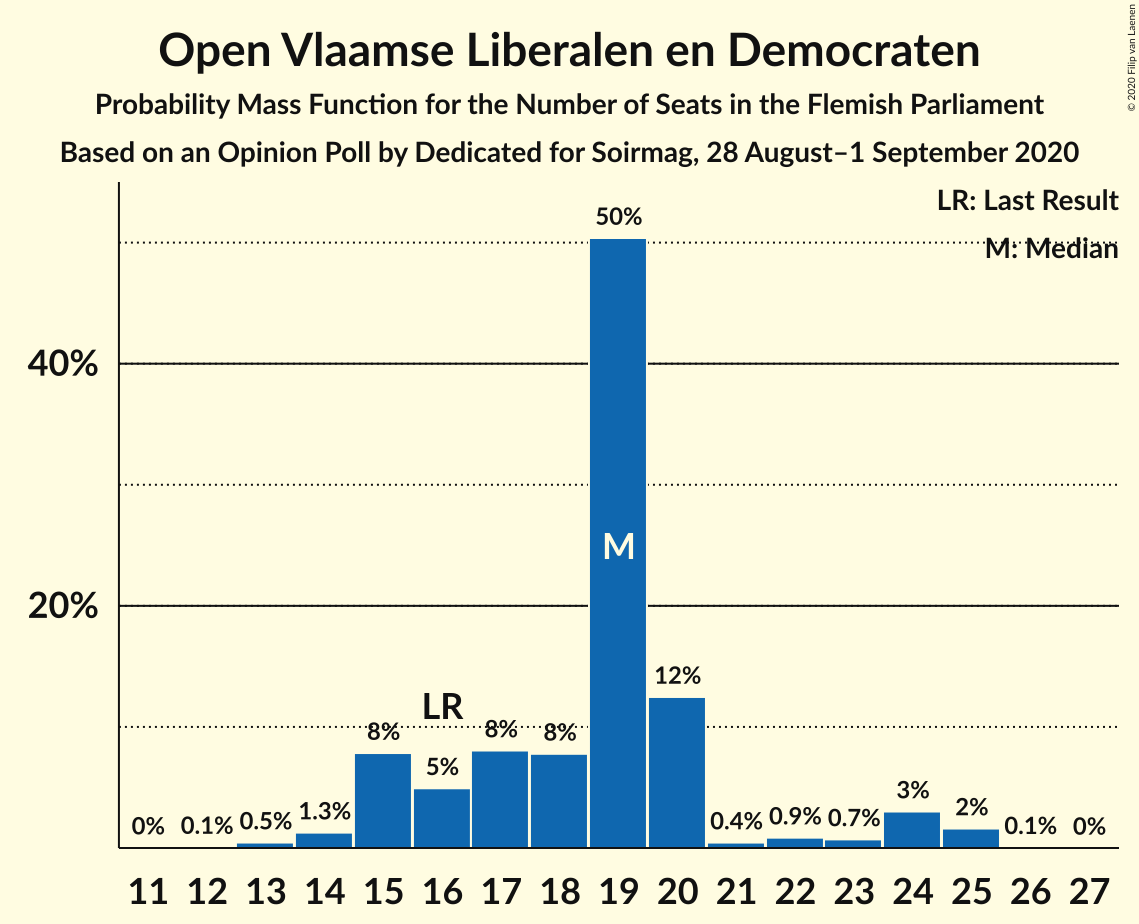 Open Vlaamse Liberalen en Democraten
Probability Mass Function for the Number of Seats in the Flemish Parliament
Based on an Opinion Poll by Dedicated for Soirmag, 28 August–1 September 2020
© 2020 Filip van Laenen
LR: Last Result
M: Median
50%
40%
M
20%
12%
LR
8%
5%
8%
8%
0%
0.1%
0.5%
1.3%
0.4%
0.9%
0.7%
3%
2%
0.1%
0%
11 12 13 14 15 16 17 18 19 20 21 22 23 24 25 26 27